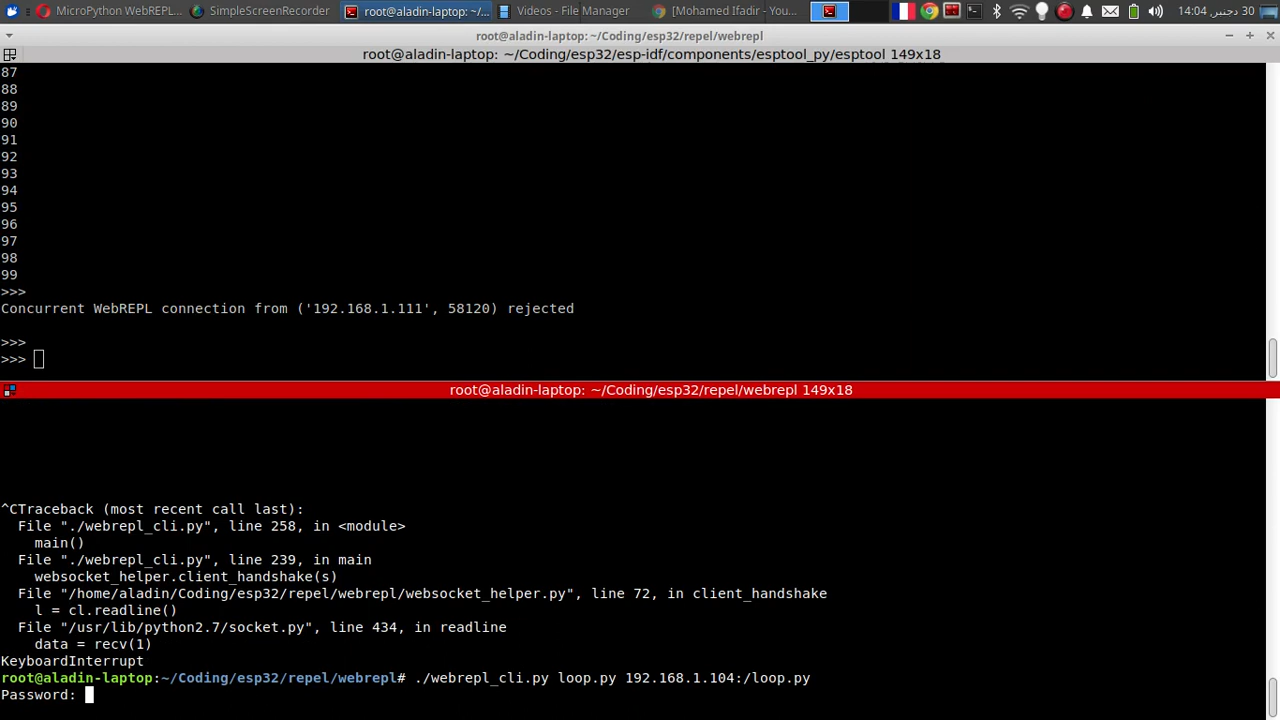 MicroPython WebREPL...
SimpleScreenRecorder
root@aladin-laptop: ~/...
Videos - File Manager
[Mohamed Ifadir - You...
30 دجنبر, 14:04
root@aladin-laptop: ~/Coding/esp32/repel/webrepl
root@aladin-laptop: ~/Coding/esp32/esp-idf/components/esptool_py/esptool 149x18
87
88
89
90
91
92
93
94
95
96
97
98
99
>>>
Concurrent WebREPL connection from ('192.168.1.111', 58120) rejected
>>>
>>>
root@aladin-laptop: ~/Coding/esp32/repel/webrepl 149x18
^CTraceback (most recent call last):
File "./webrepl_cli.py", line 258, in <module>
main()
File "./webrepl_cli.py", line 239, in main
websocket_helper.client_handshake(s)
File "/home/aladin/Coding/esp32/repel/webrepl/websocket_helper.py", line 72, in client_handshake
l = cl.readline()
File "/usr/lib/python2.7/socket.py", line 434, in readline
data = recv(1)
KeyboardInterrupt
root@aladin-laptop:~/Coding/esp32/repel/webrepl# ./webrepl_cli.py loop.py 192.168.1.104:/loop.py
Password: